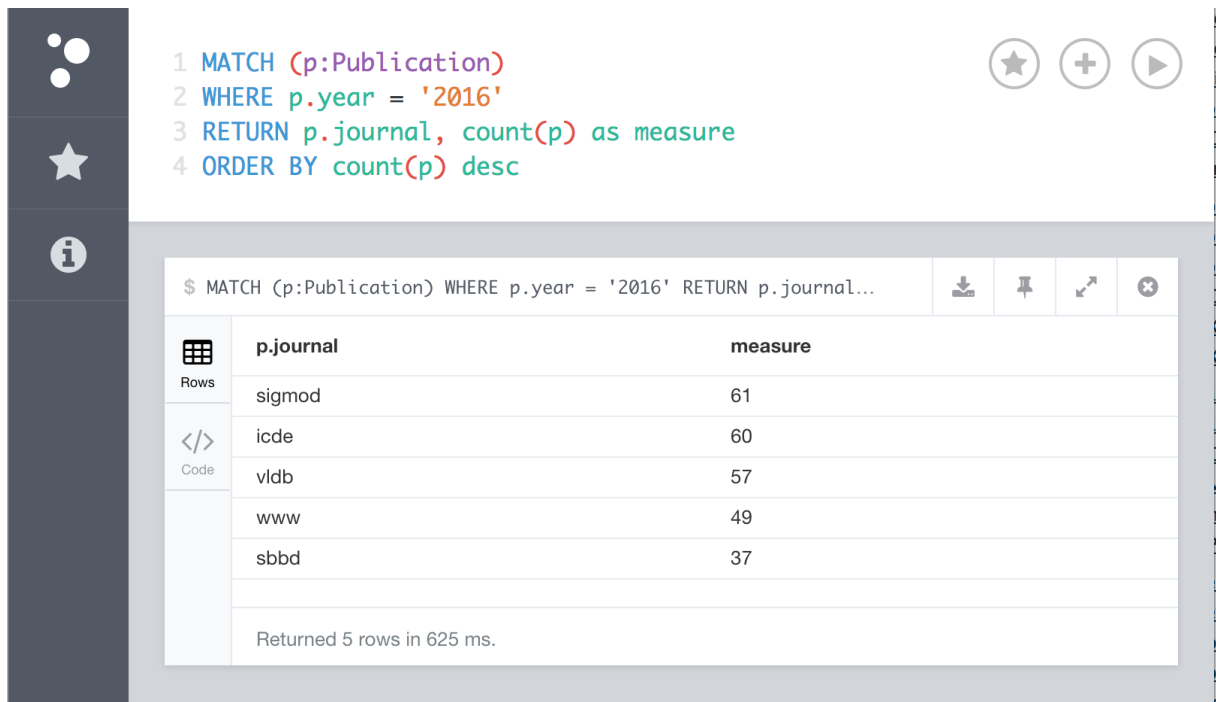 1 MATCH (p:Publication)
2 WHERE p.year = '2016'
3 RETURN p.journal, count(p) as measure
4 ORDER BY count(p) desc
$ MATCH (p:Publication) WHERE p.year = '2016' RETURN p.journal…
Rows
Code
p.journal measure
sigmod 61
icde 60
vldb 57
www 49
sbbd 37
Returned 5 rows in 625 ms.